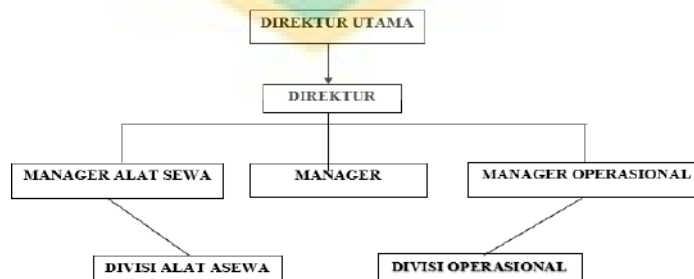 DIREKTUR UTAMA
DIREKTUR
MANAGER ALAT SEWA
MANAGER
MANAGER OPERASIONAL
DIVISI ALAT ASEWA
DIVISI OPERASIONAL